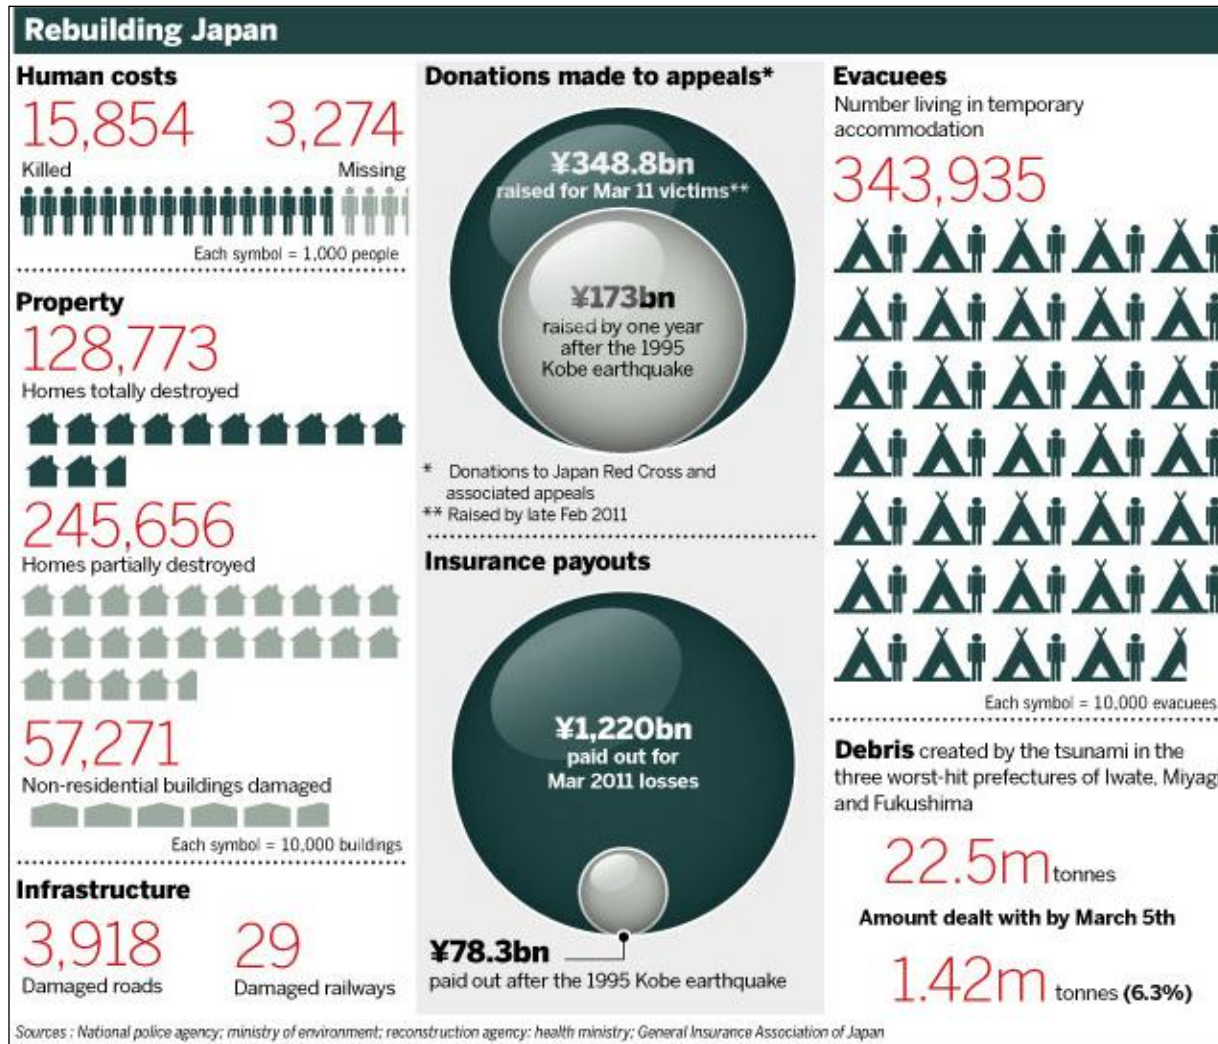 Rebuilding Japan
Human costs
15,854 3,274
Killed Missing
Each symbol = 1,000 people
Property
128,773
Homes totally destroyed
245,656
Homes partially destroyed
57,271
Non-residential buildings damaged
Each symbol = 10,000 buildings
Infrastructure
3,918 29
Damaged roads Damaged railways
Donations made to appeals*
¥348.8bn
raised for Mar 11 victims**
¥173bn
raised by one year
after the 1995
Kobe earthquake
* Donations to Japan Red Cross and
associated appeals
** Raised by late Feb 2011
Insurance payouts
¥1,220bn
paid out for
Mar 2011 losses
¥78.3bn
paid out after the 1995 Kobe earthquake
Evacuees
Number living in temporary
accommodation
343,935
Each symbol = 10,000 evacuees
Debris created by the tsunami in the
three worst-hit prefectures of Iwate, Miyag
and Fukushima
22.5m tonnes
Amount dealt with by March 5th
1.42m tonnes (6.3%)
Sources : National police agency; ministry of environment; reconstruction agency: health ministry; General Insurance Association of Japan